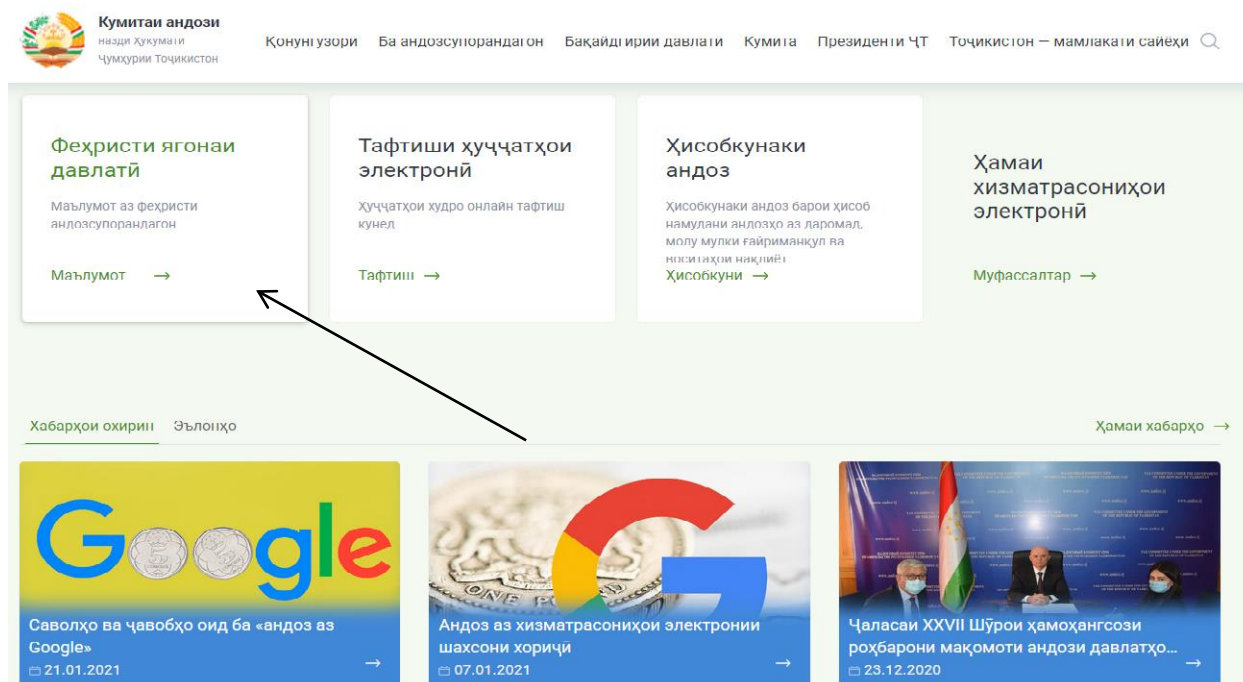 Кумитаи андози
назди Ҳукумати
Ҷумҳурии Тоҷикистон
Қонунгузорӣ Ба андозсупорандагон Бақайдгирии давлатӣ Кумита Президенти ҶТ Тоҷикистон — мамлакати сайёҳӣ
Феҳристи ягонаи
давлатӣ
Маълумот аз феҳристи
андозсупорандагон
Маълумот →
Тафтиши ҳуҷҷатҳои
электронӣ
Ҳуҷҷатҳои худро онлайн тафтиш
кунед
Тафтиш →
Ҳисобкунаки
андоз
Ҳисобкунаки андоз барои ҳисоб
намудани андозҳо аз даромад,
молу мулки ғайриманқул ва
воситаҳои нақлиёт
Ҳисобкуни →
Ҳамаи
хизматрасониҳои
электронӣ
Муфассалтар →
Хабарҳои охирин Эълонҳо
Ҳамаи хабарҳо →
Google
Саволҳо ва ҷавобҳо оид ба «андоз аз
Google»
21.01.2021 →
ONE PO
Андоз аз хизматрасониҳои электронии
шахсони хориҷӣ
07.01.2021 →
Ҷаласаи XXVII Шӯрои ҳамоҳангсози
роҳбарони мақомоти андози давлатҳо...
23.12.2020 →